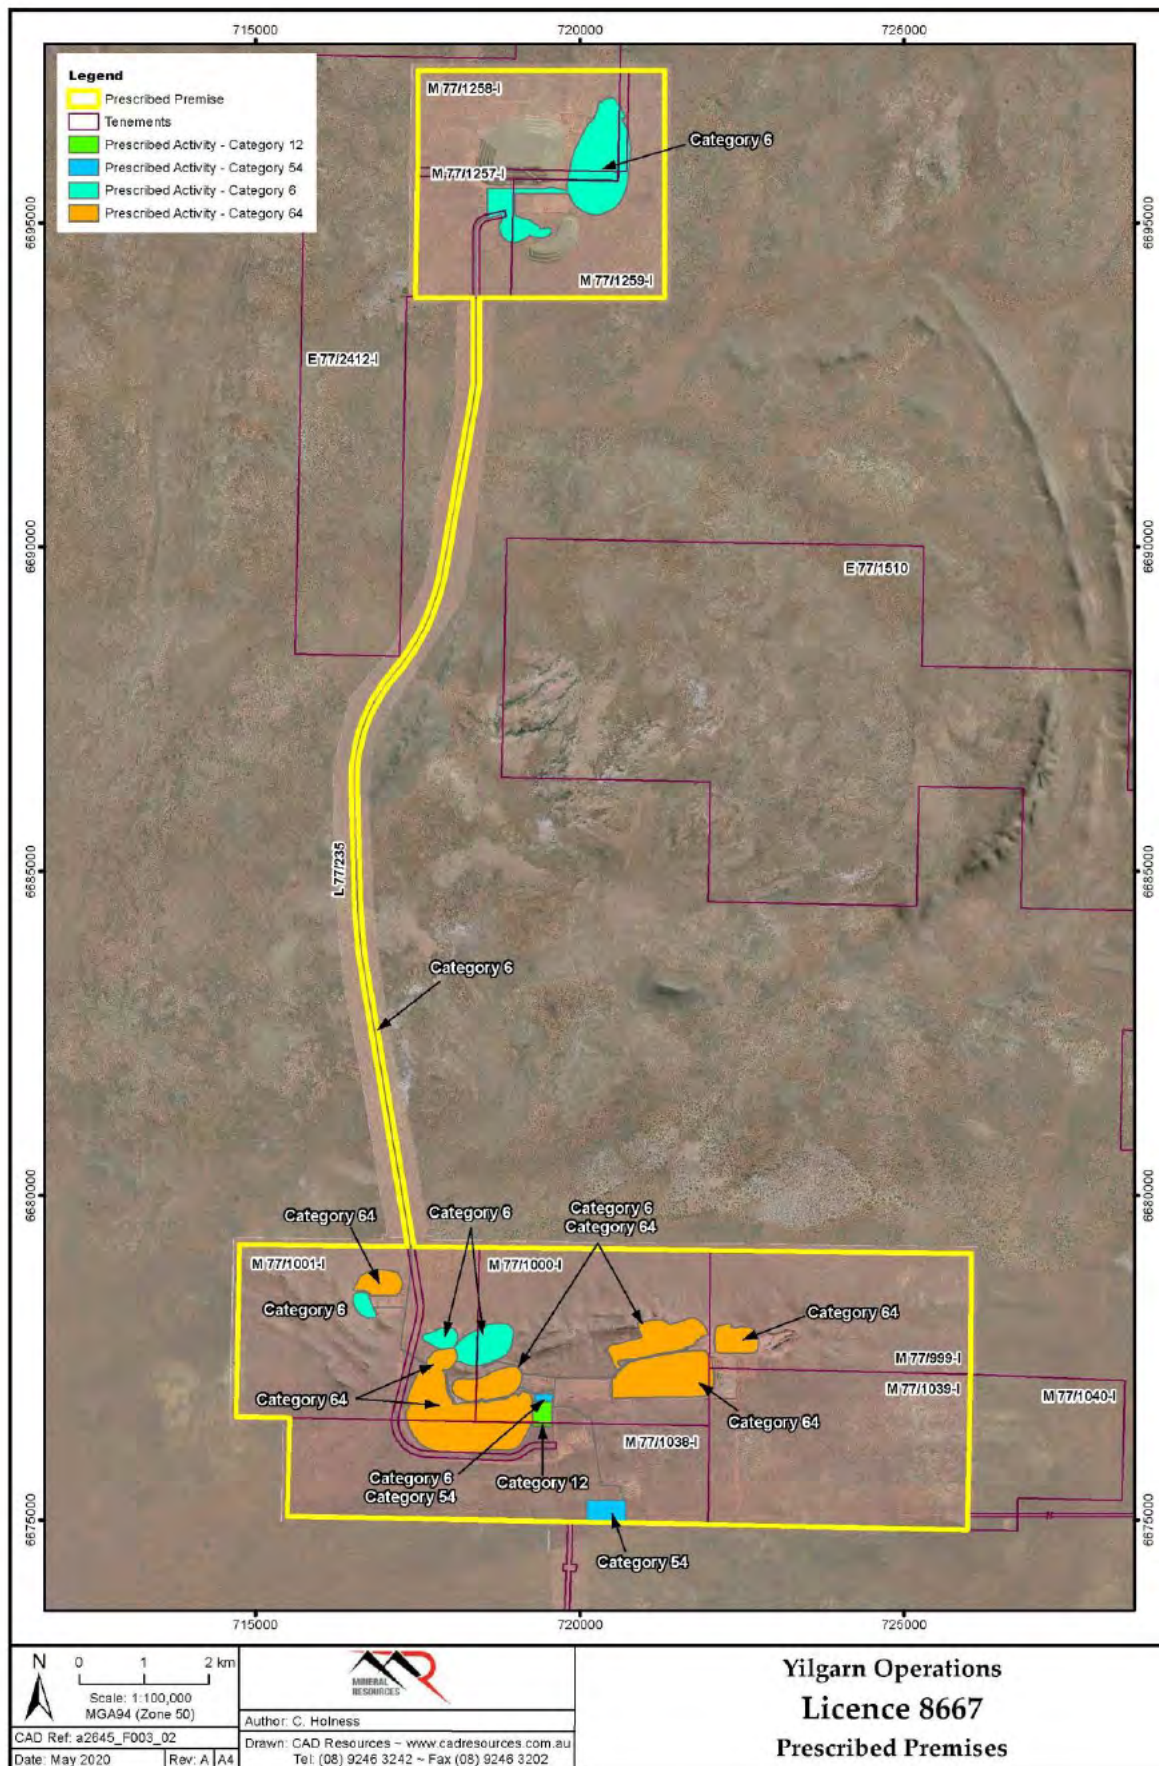 715000
720000
725000
Legend
Prescribed Premise
Tenements
Prescribed Activity - Category 12
Prescribed Activity - Category 54
Prescribed Activity - Category 6
Prescribed Activity - Category 64
M 77/1258-I
Category 6
M 77/1257-I
6695000
6695000
M 77/1259-I
E 77/2412-I
6690000
6690000
E 77/1510
L 77/235
6685000
6685000
Category 6
6680000
6680000
Category 64
Category 6
Category 6
Category 64
M 77/1001-I
M 77/1000-I
Category 6
Category 64
M 77/999-I
M 77/1039-I
M 77/1040-I
Category 64
Category 64
M 77/1038-I
Category 6
Category 54
Category 12
6675000
6675000
Category 54
715000
720000
725000
N
0 1 2 km
Scale: 1:100,000
MGA94 (Zone 50)
CAD Ref: a2645_F003_02
Date: May 2020
Rev: A
A4
MINERAL
RESOURCES
Author: C. Holness
Drawn: CAD Resources ~ www.cadresources.com.au
Tel: (08) 9246 3242 ~ Fax (08) 9246 3202
Yilgarn Operations
Licence 8667
Prescribed Premises